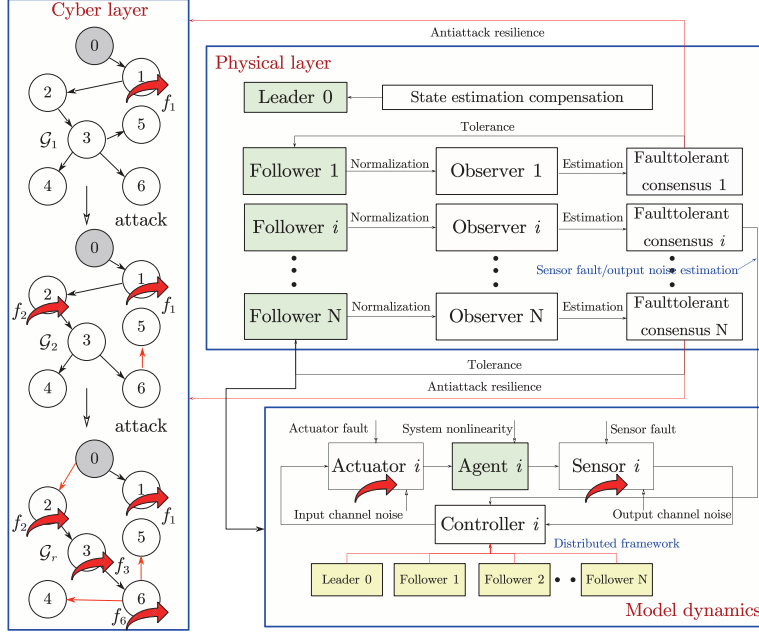 Cyber layer
0
1
2
f1
G1
3
5
4
6
attack
0
1
2
f2
f1
5
G2
3
4
6
attack
0
2
1
f2
f1
5
Gr
3
f3
4
6
f6
Antiattack resilience
Physical layer
Leader 0
State estimation compensation
Tolerance
Follower 1
Normalization
Observer 1
Estimation
Faulttolerant
consensus 1
Follower i
Normalization
Observer i
Estimation
Faulttolerant
consensus i
Sensor fault/output noise estimation
Follower N
Normalization
Observer N
Estimation
Faulttolerant
consensus N
Tolerance
Antiattack resilience
Actuator fault
System nonlinearity
Sensor fault
Actuator i
Agent i
Sensor i
Input channel noise
Controller i
Output channel noise
Distributed framework
Leader 0
Follower 1
Follower 2
Follower N
Model dynamics